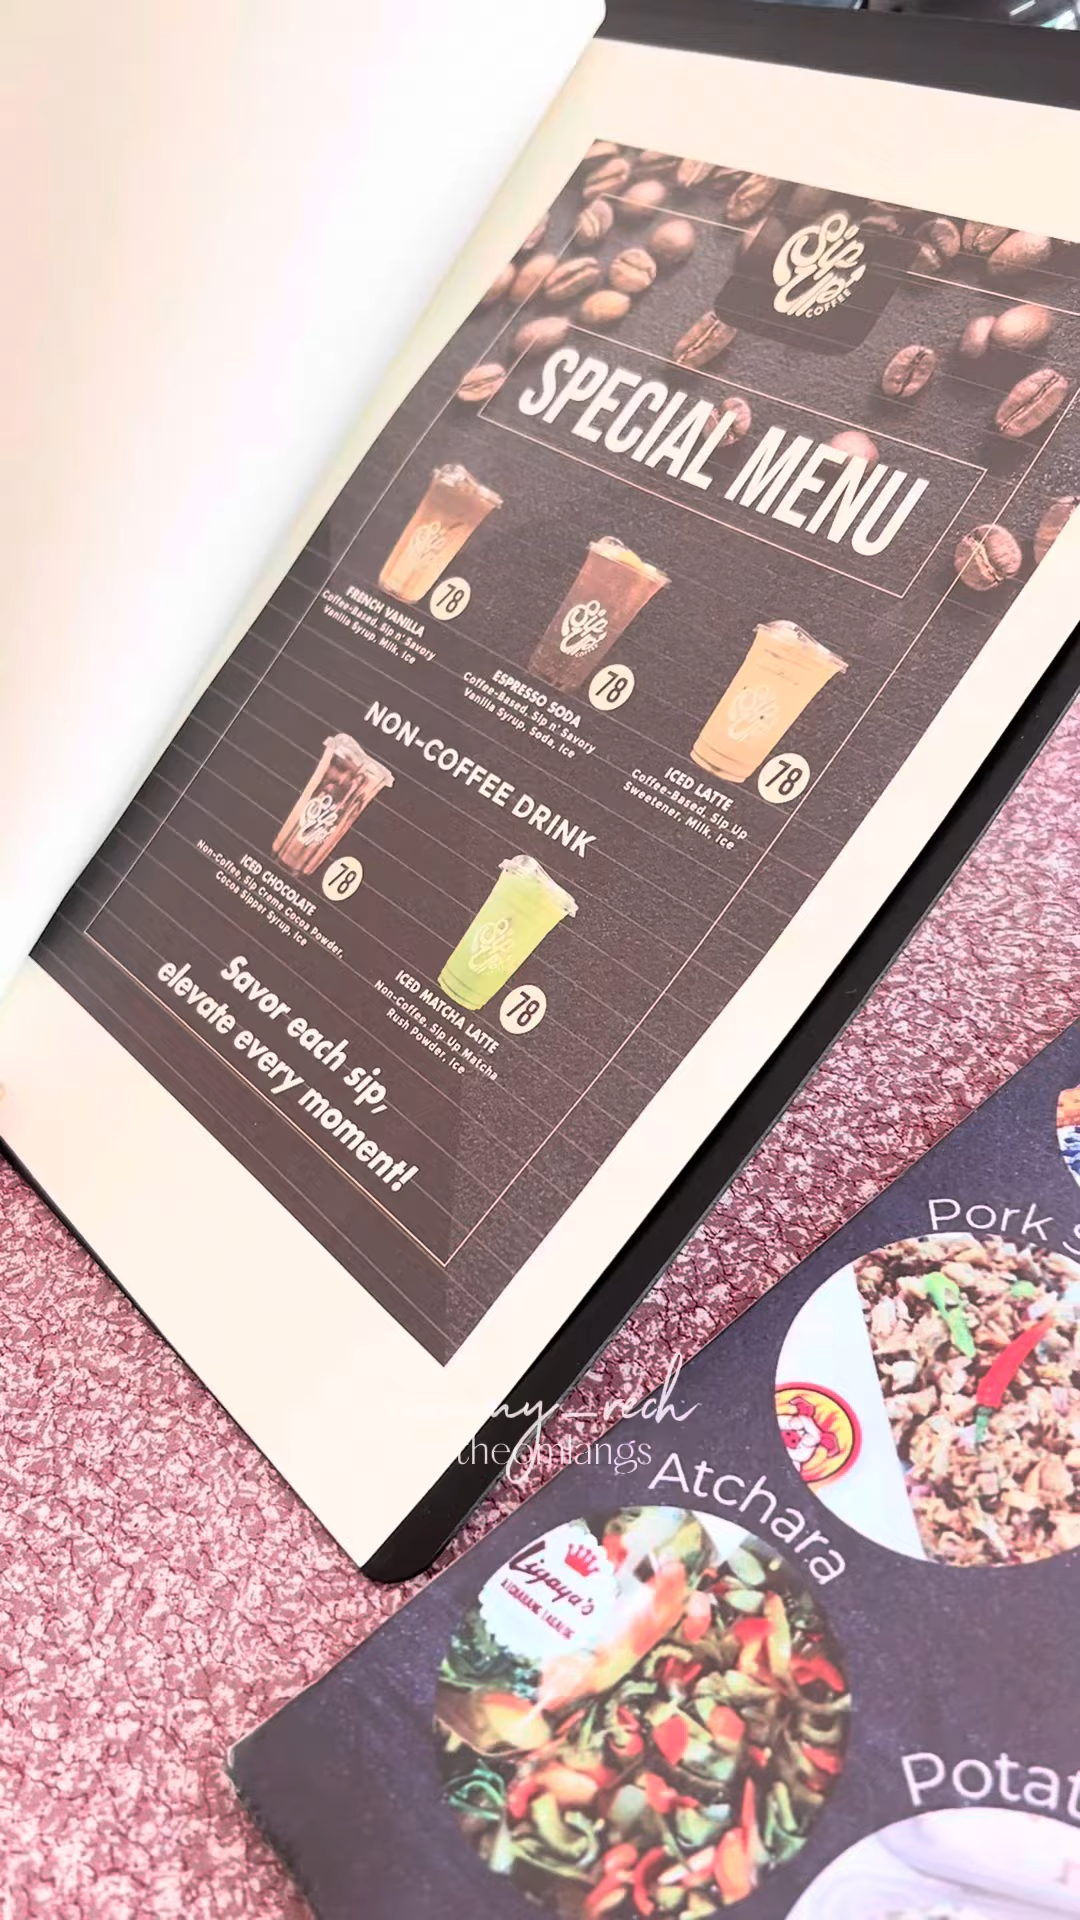 Sip
Up!
COFFEE
SPECIAL MENU
78
FRENCH VANILLA
Coffee-Based, Sip n' Savory
Vanilla Syrup, Milk, Ice
78
ESPRESSO SODA
Coffee-Based, Sip n' Savory
Vanilla Syrup, Soda, Ice
78
ICED LATTE
Coffee-Based, Sip Up
Sweetener, Milk, Ice
NON-COFFEE DRINK
78
ICED CHOCOLATE
Non-Coffee, Sip Creme Cocoa Powder,
Cocoa Sipper Syrup, Ice
78
ICED MATCHA LATTE
Non-Coffee, Sip Up Matcha
Rush Powder, Ice
Savor each sip,
elevate every moment!
Pork
ay_rech
theomlangs
Atchara
Ligaya's
Potat